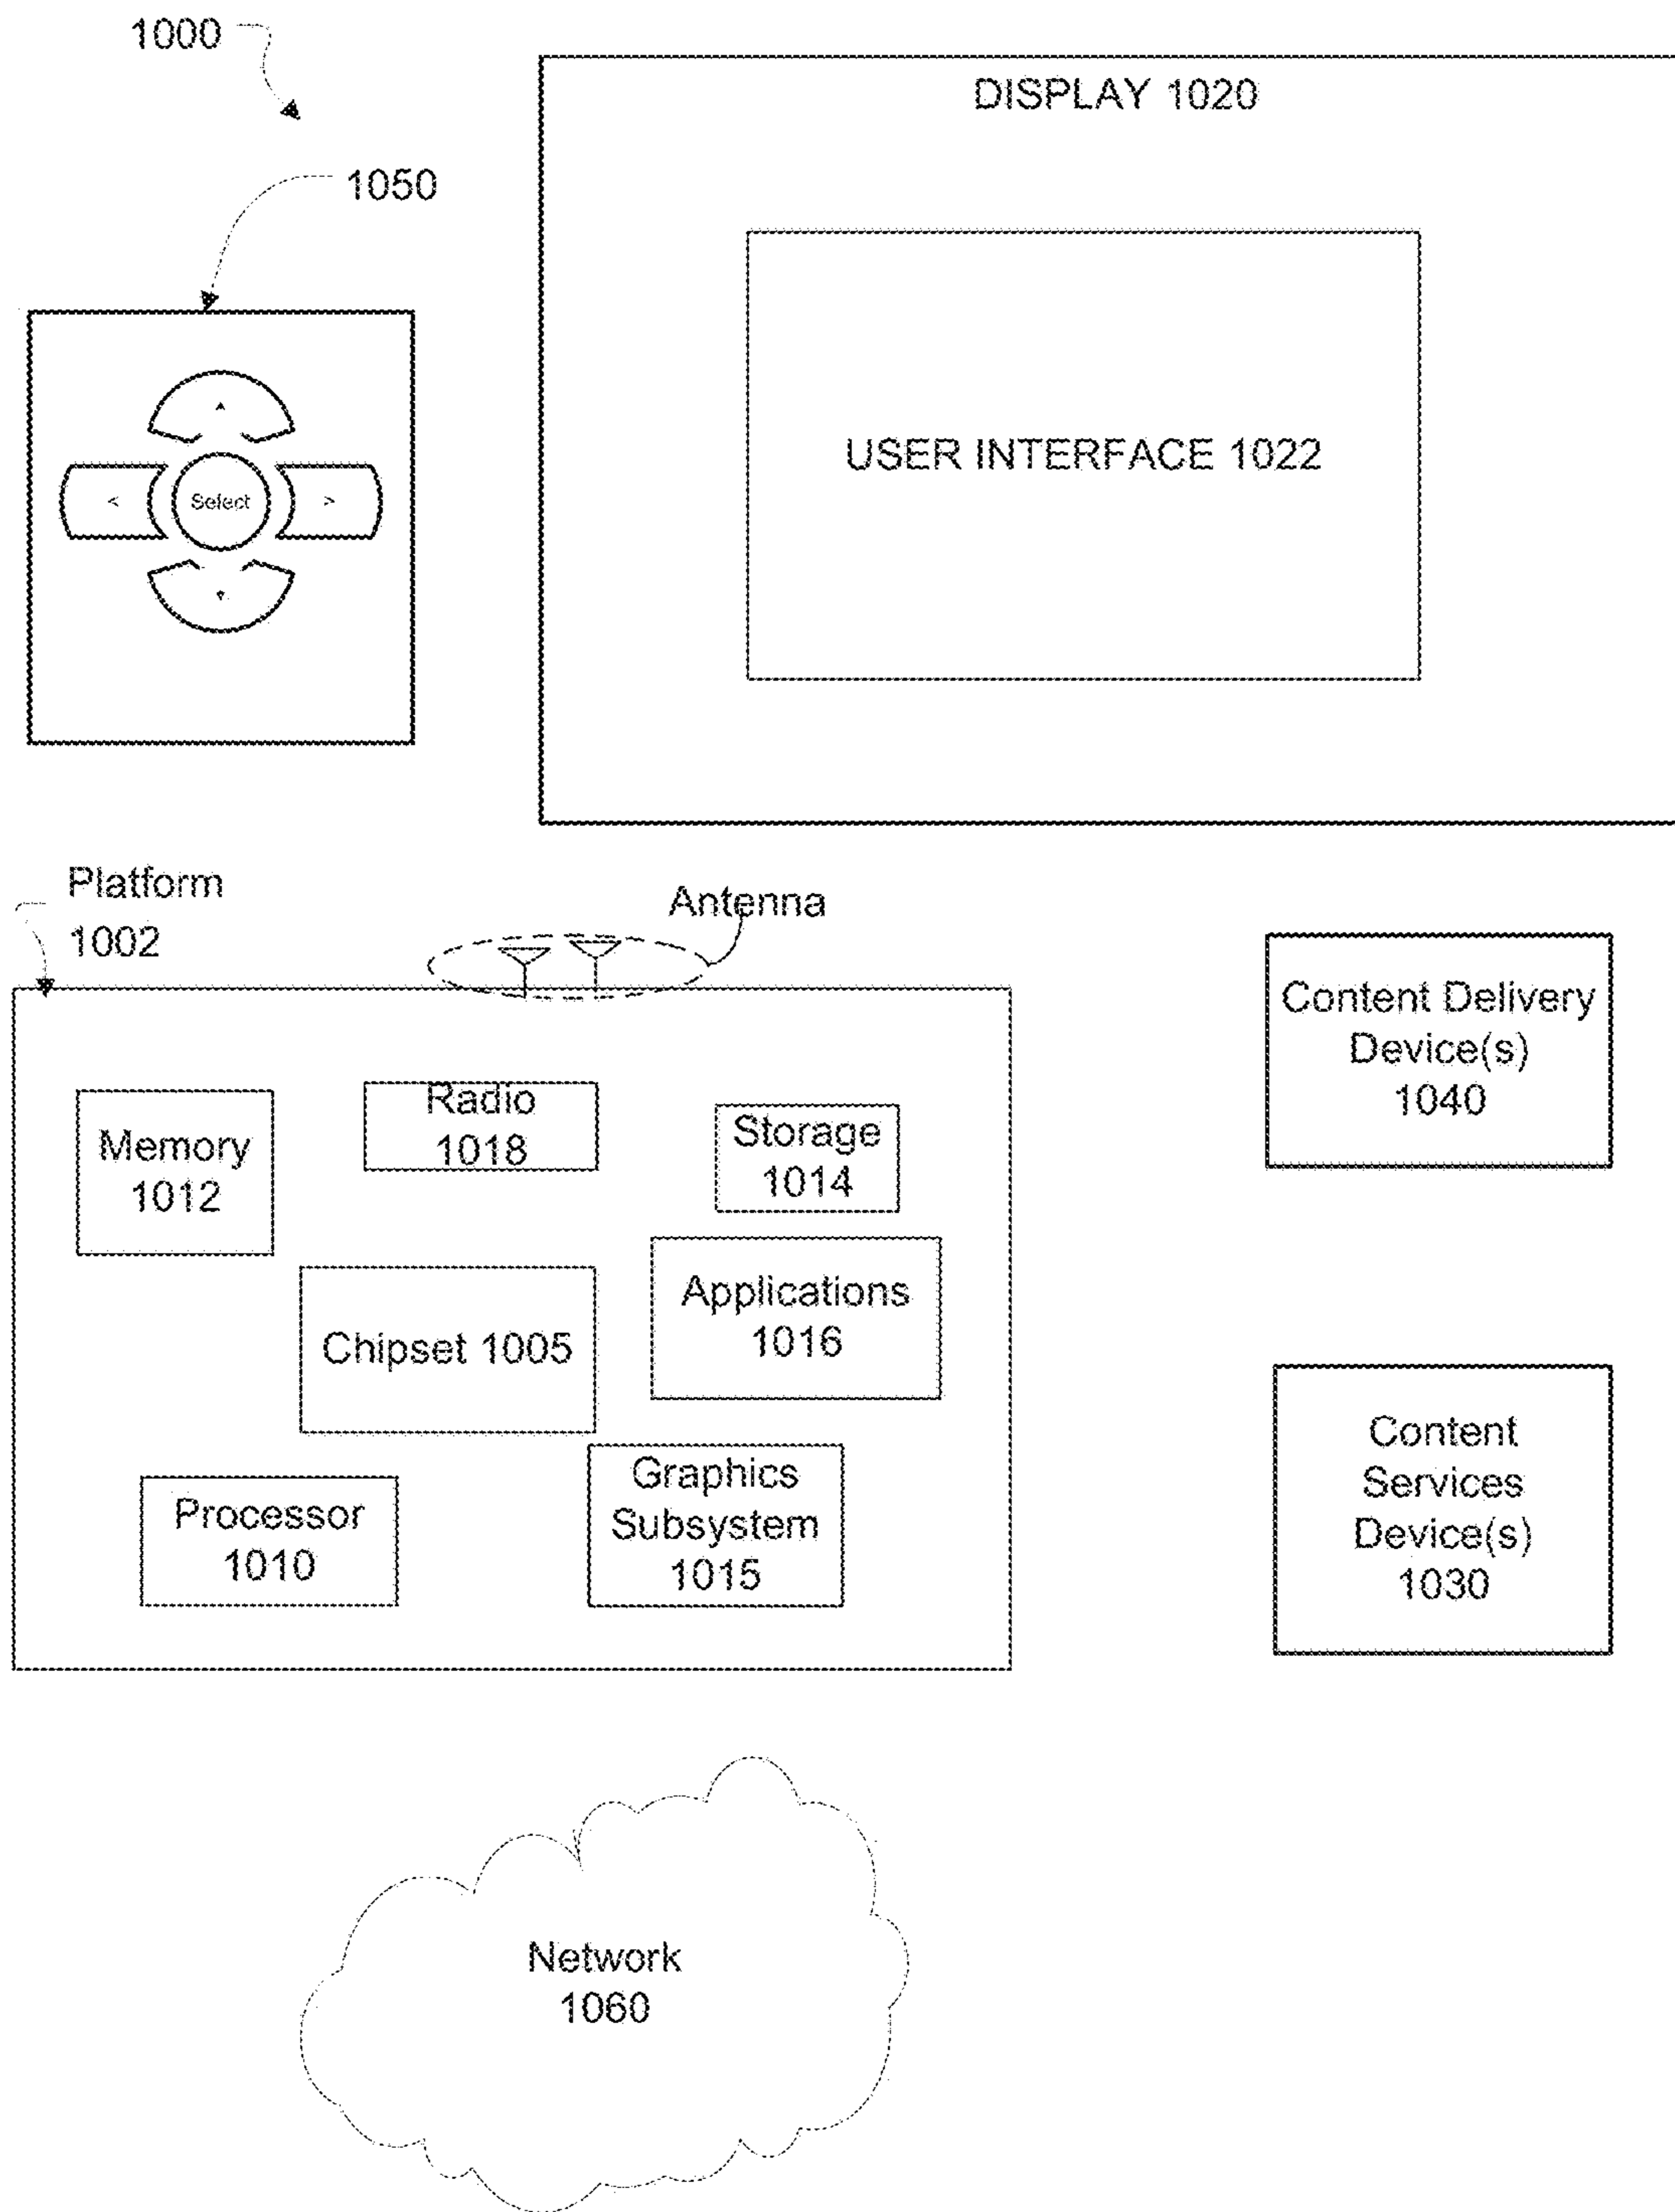 1000
DISPLAY 1020
1050
USER INTERFACE 1022
<
Select
>
Platform
1002
Antenna
Content Delivery
Device(s)
1040
Radio
1018
Memory
1012
Storage
1014
Applications
1016
Chipset 1005
Content
Services
Device(s)
1030
Graphics
Subsystem
1015
Processor
1010
Network
1060